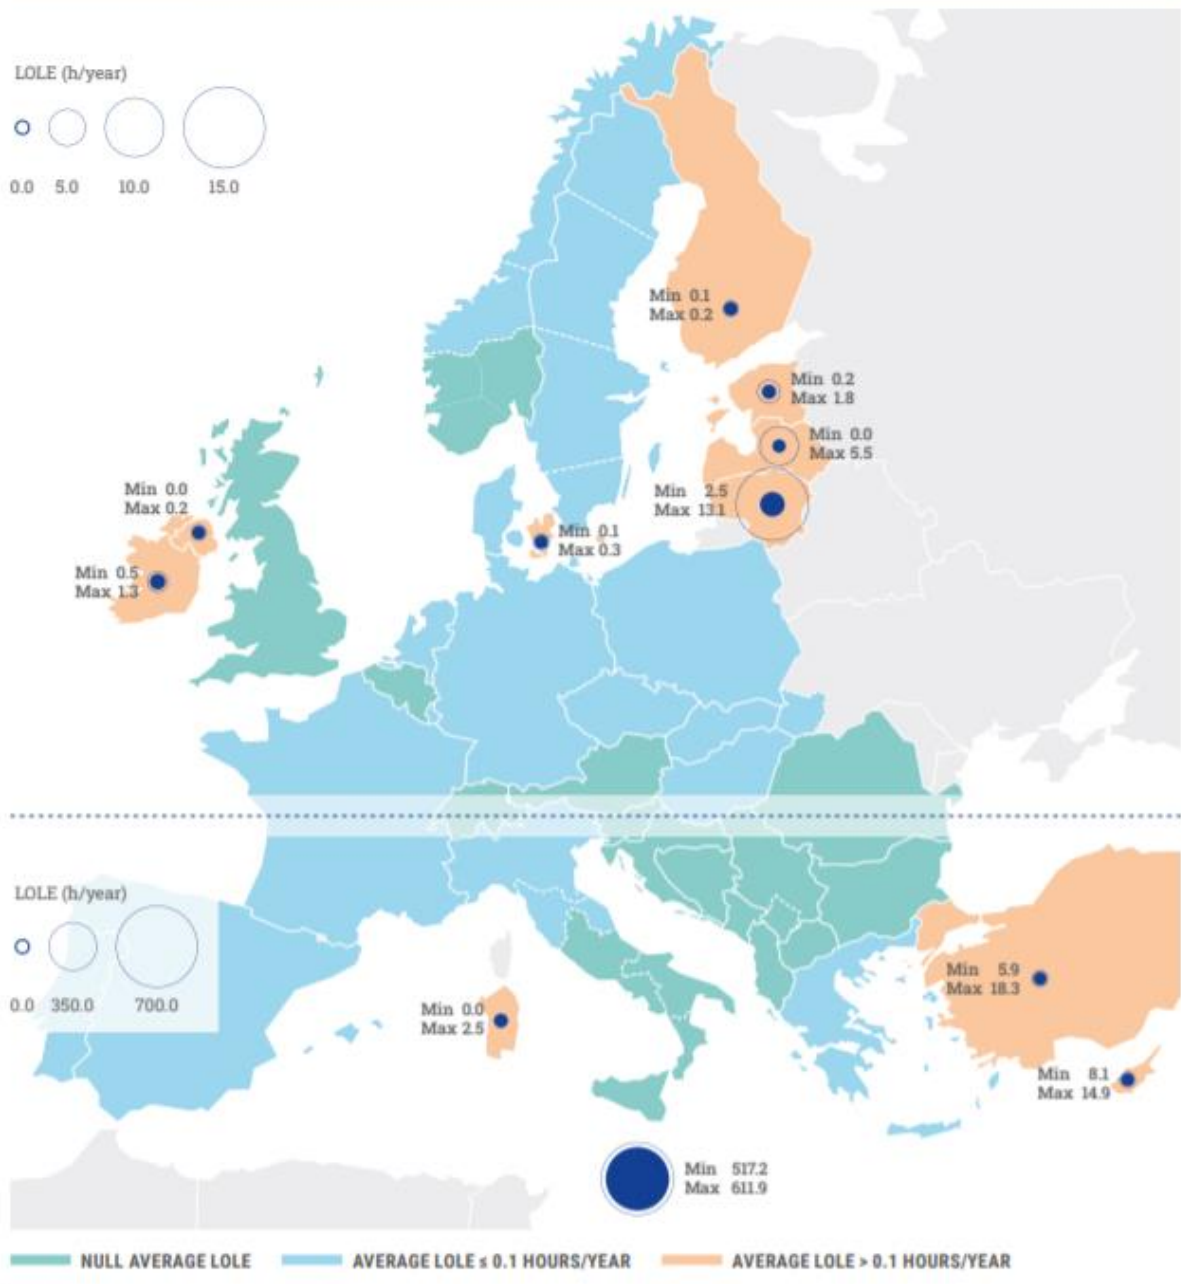 LOLE (h/year)
0.0 5.0 10.0 15.0
Min 0.1
Max 0.2
Min 0.2
Max 1.8
Min 0.0
Max 5.5
Min 2.5
Max 13.1
Min 0.0
Max 0.2
Min 0.1
Max 0.3
Min 0.5
Max 1.3
LOLE (h/year)
0.0 350.0 700.0
Min 5.9
Max 18.3
Min 0.0
Max 2.5
Min 8.1
Max 14.9
Min 517.2
Max 611.9
NULL AVERAGE LOLE AVERAGE LOLE ≤ 0.1 HOURS/YEAR AVERAGE LOLE > 0.1 HOURS/YEAR